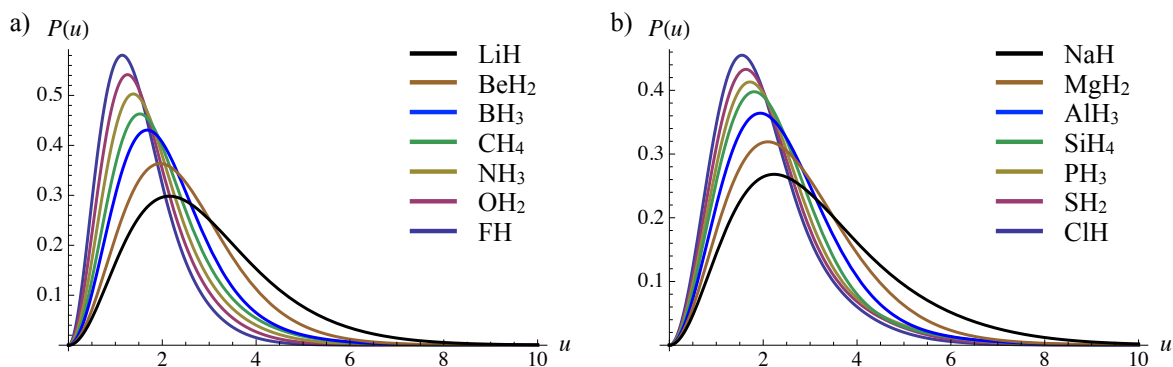 a)
P(u)
0.5
0.4
0.3
0.2
0.1
2
4
6
8
10
u
LiH
BeH₂
BH₃
CH₄
NH₃
OH₂
FH
b)
P(u)
0.4
0.3
0.2
0.1
2
4
6
8
10
u
NaH
MgH₂
AlH₃
SiH₄
PH₃
SH₂
ClH